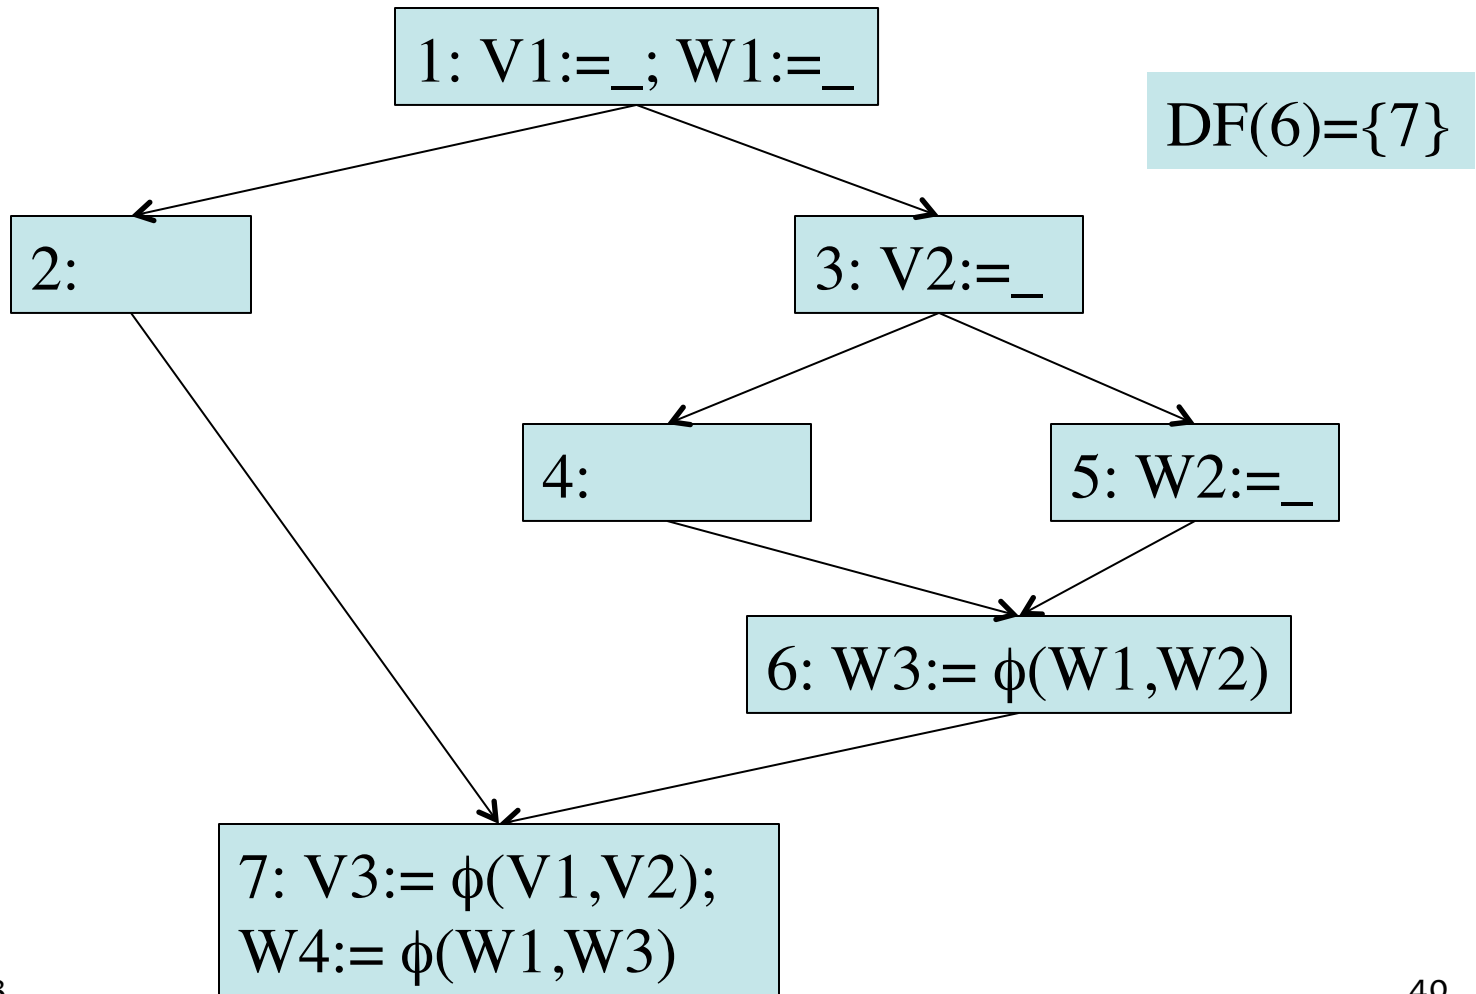 1: V1:=_; W1:=_
DF(6)={7}
2:
3: V2:=_
4:
5: W2:=_
6: W3:= ϕ(W1,W2)
7: V3:= ϕ(V1,V2);
W4:= ϕ(W1,W3)